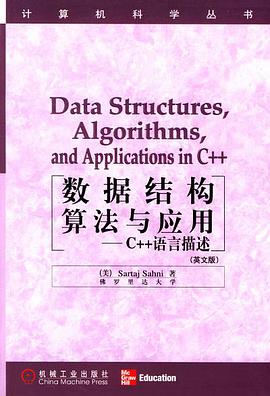 计算机科学丛书
Data Structures,
Algorithms,
and Applications in C++
数据结构
算法与应用
——C++语言描述
(英文版)
(美) Sartaj Sahni 著
佛罗里达大学
机械工业出版社
China Machine Press
Mc
Graw
Hill
Education